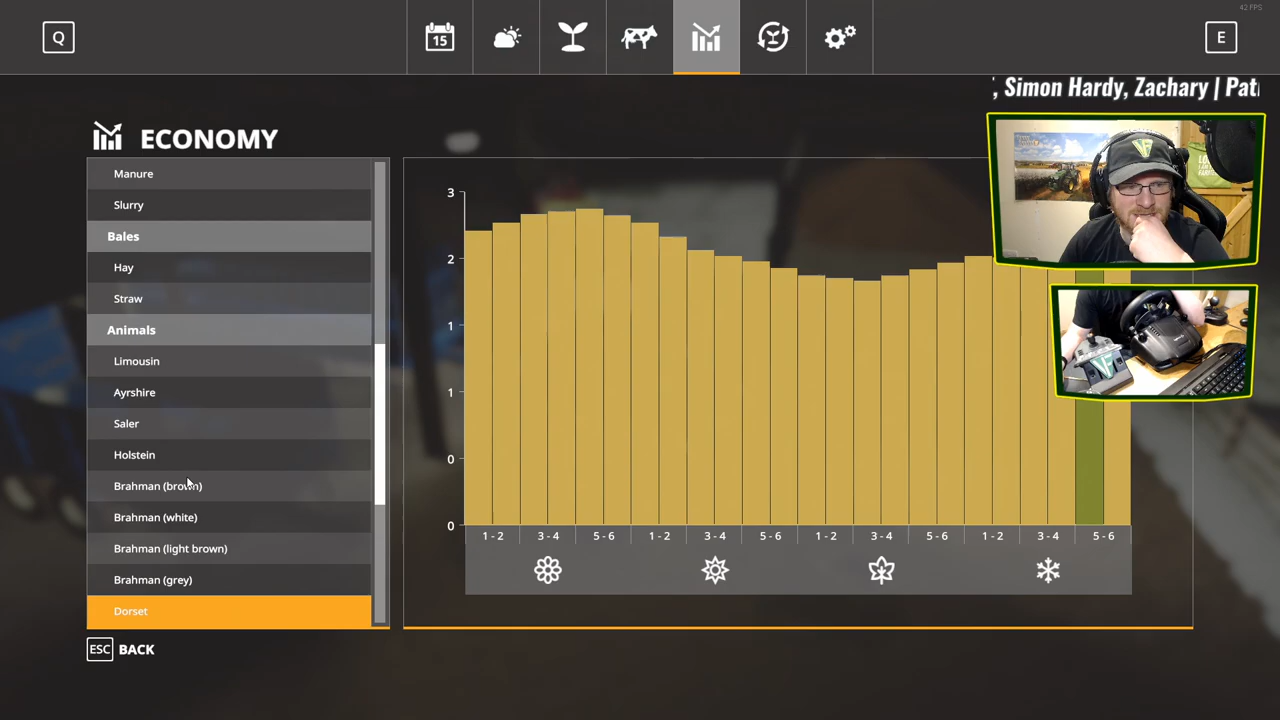 42 FPS
Q
15
E
', Simon Hardy, Zachary | Pat
ECONOMY
Manure
Slurry
Bales
Hay
Straw
Animals
Limousin
Ayrshire
Saler
Holstein
Brahman (brown)
Brahman (white)
Brahman (light brown)
Brahman (grey)
Dorset
3
2
1
1
0
0
1 - 2
3 - 4
5 - 6
1 - 2
3 - 4
5 - 6
1 - 2
3 - 4
5 - 6
1 - 2
3 - 4
5 - 6
ESC BACK